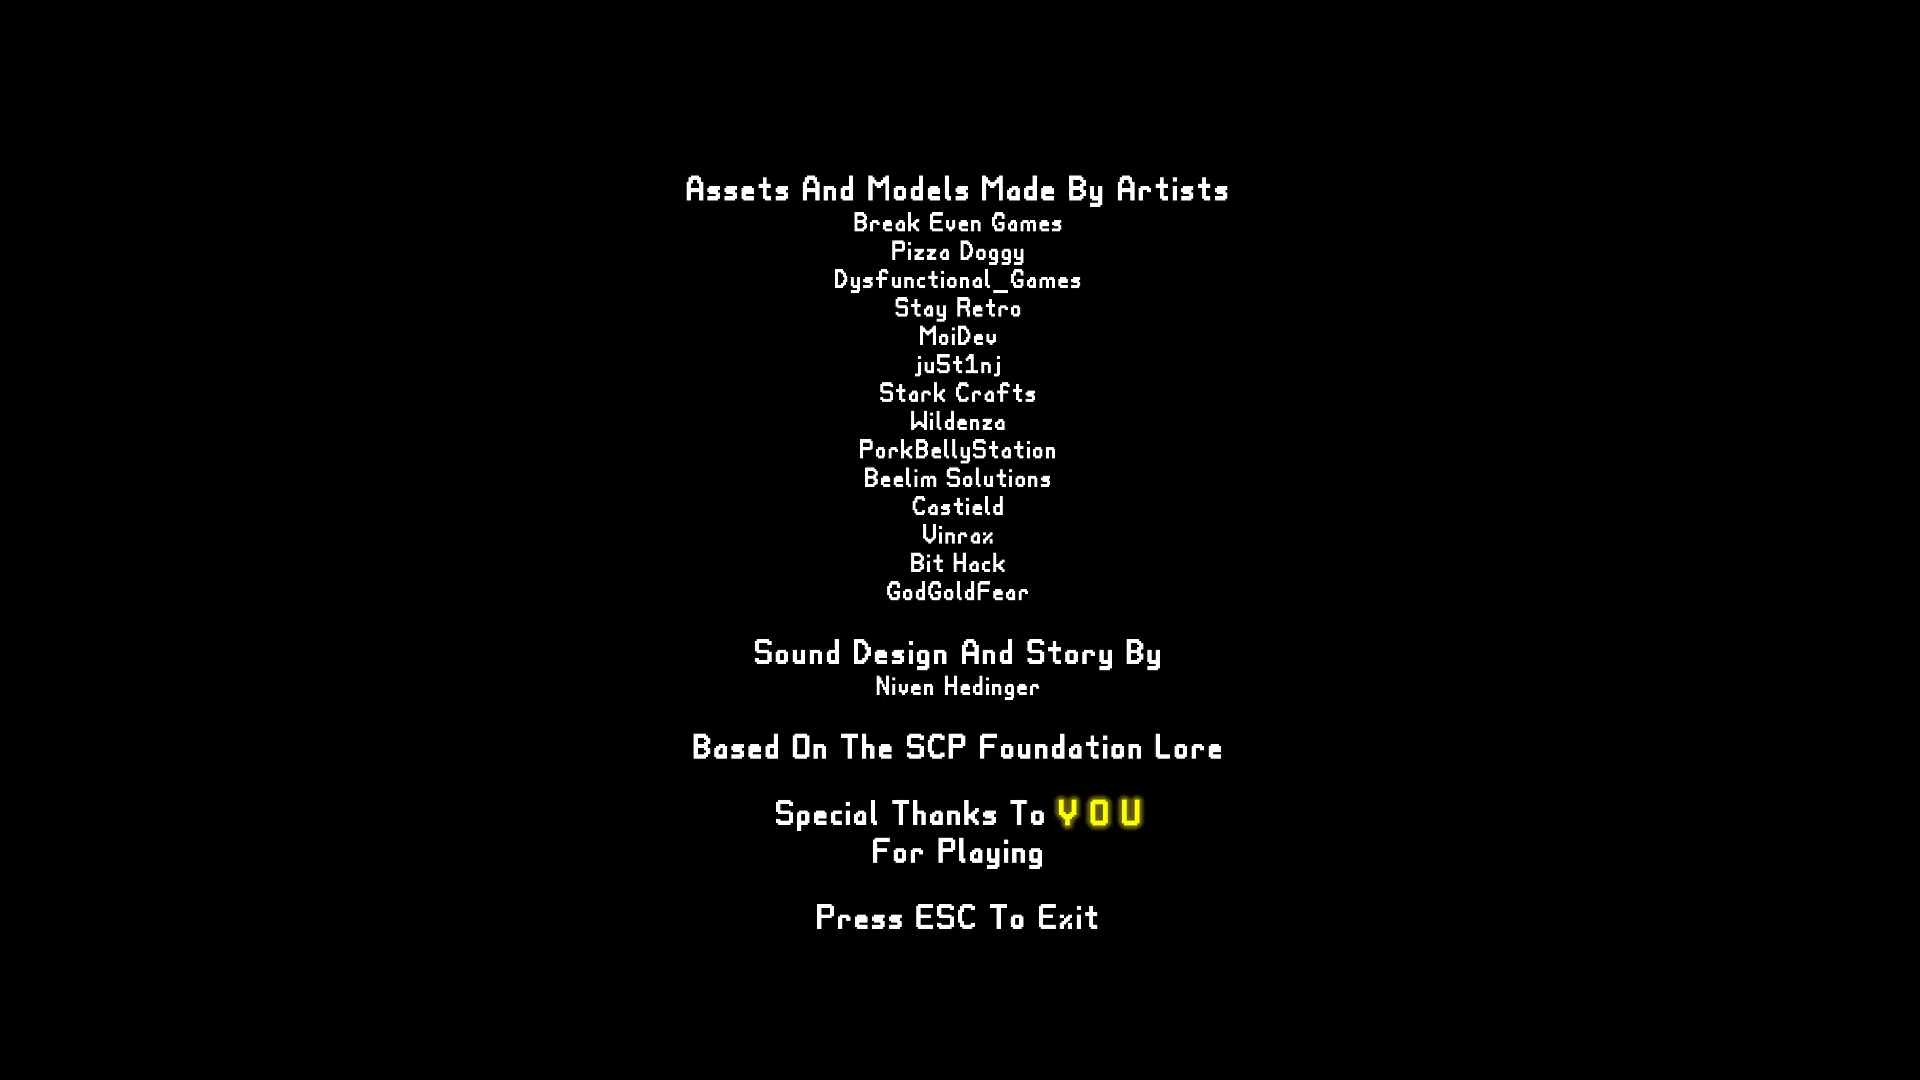 Assets And Models Made By Artists
Break Even Games
Pizza Doggy
Dysfunctional_Games
Stay Retro
MoiDev
ju5t1nj
Stark Crafts
Wildenza
PorkBellyStation
Beelim Solutions
Castield
Vinrax
Bit Hack
GodGoldFear
Sound Design And Story By
Niven Hedinger
Based On The SCP Foundation Lore
Special Thanks To Y O U
For Playing
Press ESC To Exit